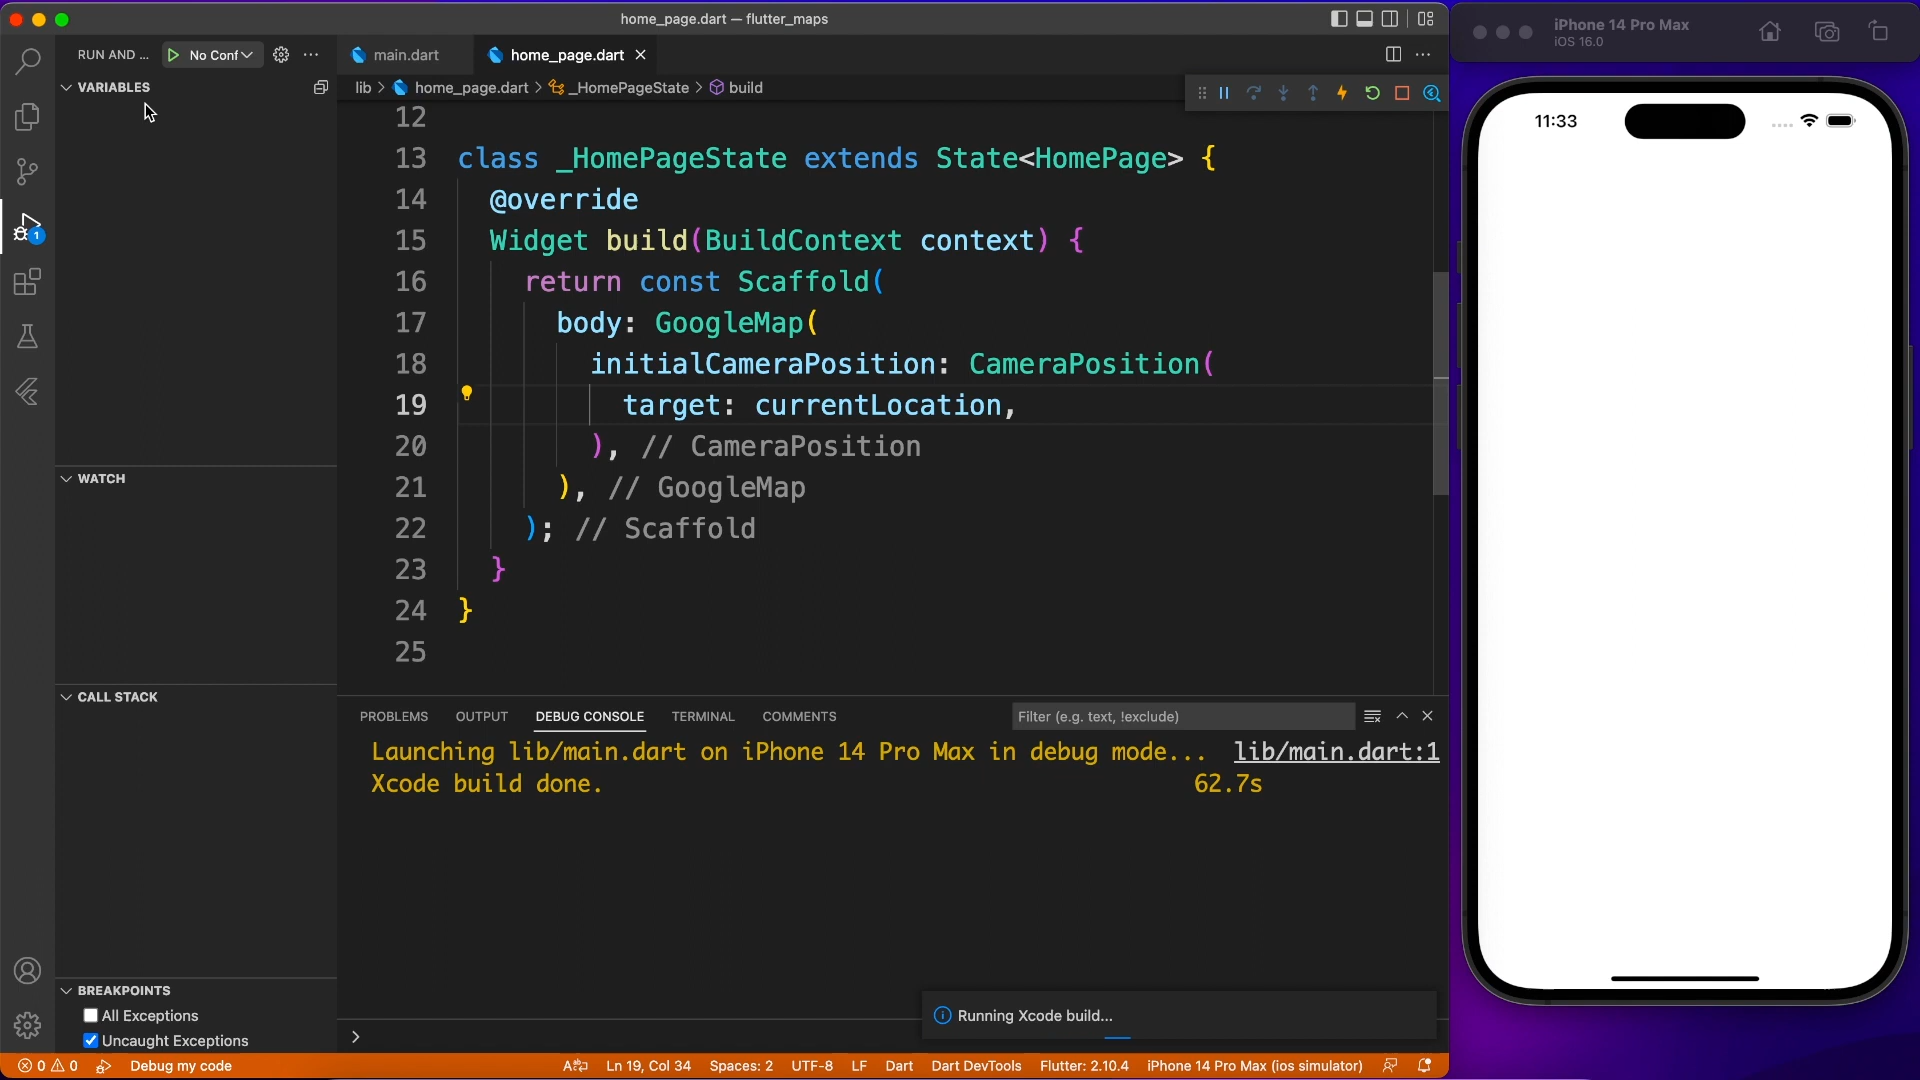 home_page.dart — flutter_maps
RUN AND ...
No Conf
main.dart
home_page.dart
VARIABLES
lib > home_page.dart > _HomePageState > build
12
13 class _HomePageState extends State<HomePage> {
14 @override
15 Widget build(BuildContext context) {
16 return const Scaffold(
17 body: GoogleMap(
18 initialCameraPosition: CameraPosition(
19 target: currentLocation,
20 ), // CameraPosition
21 ), // GoogleMap
22 ); // Scaffold
23 }
24 }
25
1
WATCH
CALL STACK
BREAKPOINTS
All Exceptions
Uncaught Exceptions
PROBLEMS OUTPUT DEBUG CONSOLE TERMINAL COMMENTS
Filter (e.g. text, !exclude)
Launching lib/main.dart on iPhone 14 Pro Max in debug mode... lib/main.dart:1
Xcode build done. 62.7s
Running Xcode build...
0 0 Debug my code
Ln 19, Col 34 Spaces: 2 UTF-8 LF Dart Dart DevTools Flutter: 2.10.4 iPhone 14 Pro Max (ios simulator)
iPhone 14 Pro Max
iOS 16.0
11:33